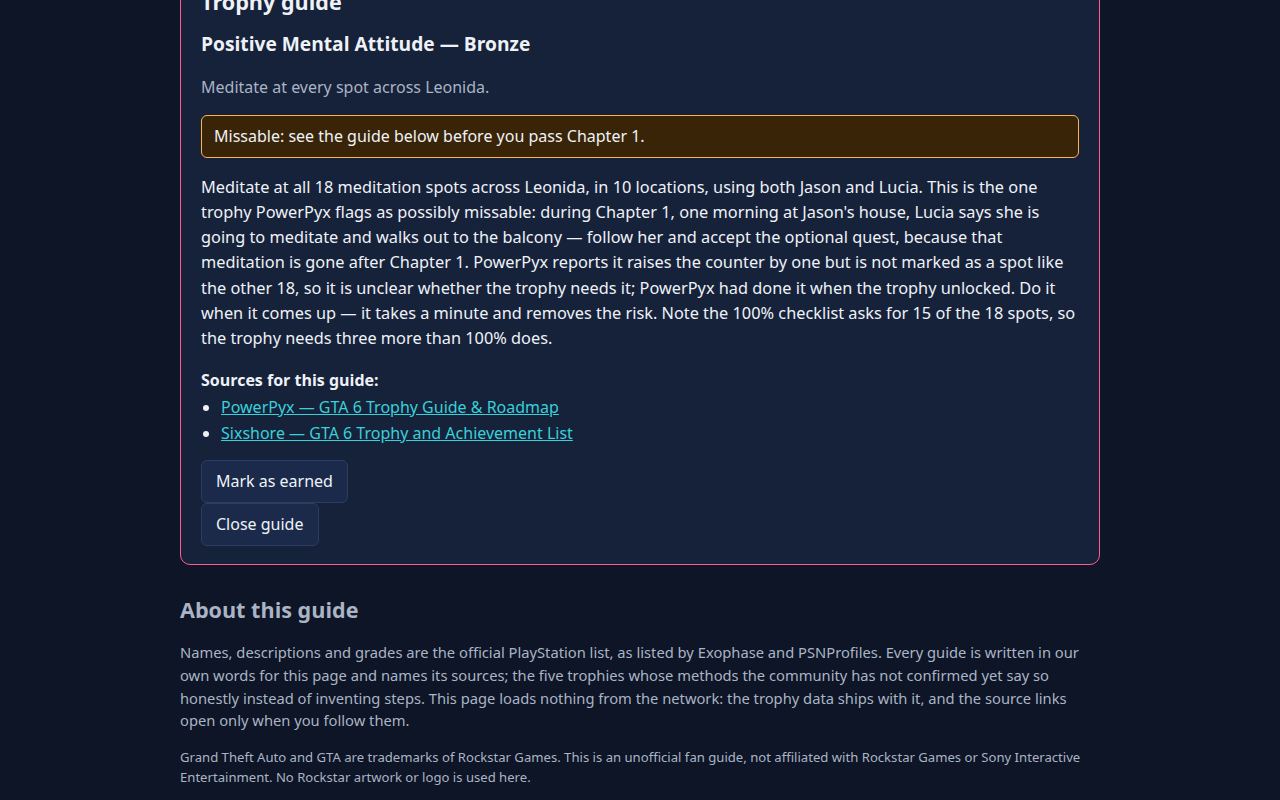 Trophy guide
Positive Mental Attitude — Bronze
Meditate at every spot across Leonida.
Missable: see the guide below before you pass Chapter 1.
Meditate at all 18 meditation spots across Leonida, in 10 locations, using both Jason and Lucia. This is the one
trophy PowerPyx flags as possibly missable: during Chapter 1, one morning at Jason's house, Lucia says she is
going to meditate and walks out to the balcony — follow her and accept the optional quest, because that
meditation is gone after Chapter 1. PowerPyx reports it raises the counter by one but is not marked as a spot like
the other 18, so it is unclear whether the trophy needs it; PowerPyx had done it when the trophy unlocked. Do it
when it comes up — it takes a minute and removes the risk. Note the 100% checklist asks for 15 of the 18 spots, so
the trophy needs three more than 100% does.
Sources for this guide:
• PowerPyx — GTA 6 Trophy Guide & Roadmap
• Sixshore — GTA 6 Trophy and Achievement List
Mark as earned
Close guide
About this guide
Names, descriptions and grades are the official PlayStation list, as listed by Exophase and PSNProfiles. Every guide is written in our
own words for this page and names its sources; the five trophies whose methods the community has not confirmed yet say so
honestly instead of inventing steps. This page loads nothing from the network: the trophy data ships with it, and the source links
open only when you follow them.
Grand Theft Auto and GTA are trademarks of Rockstar Games. This is an unofficial fan guide, not affiliated with Rockstar Games or Sony Interactive
Entertainment. No Rockstar artwork or logo is used here.